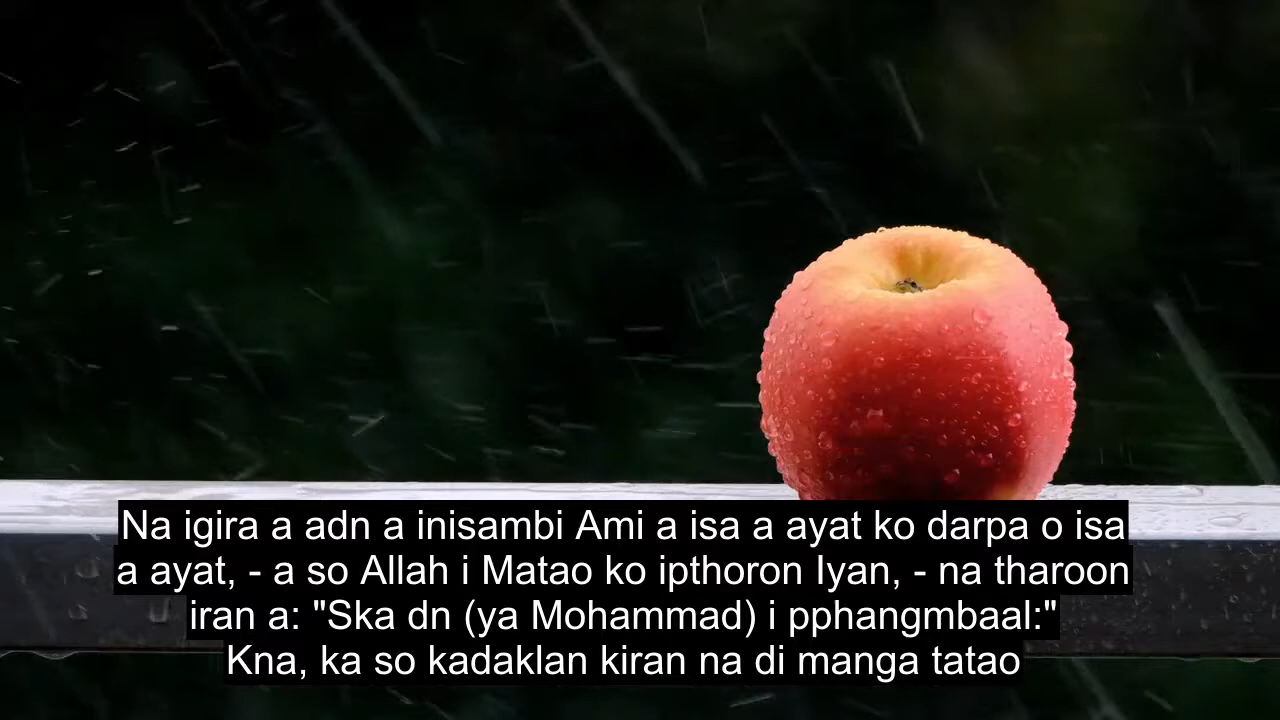 Na igira a adn a inisambi Ami a isa a ayat ko darpa o isa
a ayat, - a so Allah i Matao ko ipthoron Iyan, - na tharoon
iran a: "Ska dn (ya Mohammad) i pphangmbaal:"
Kna, ka so kadaklan kiran na di manga tatao